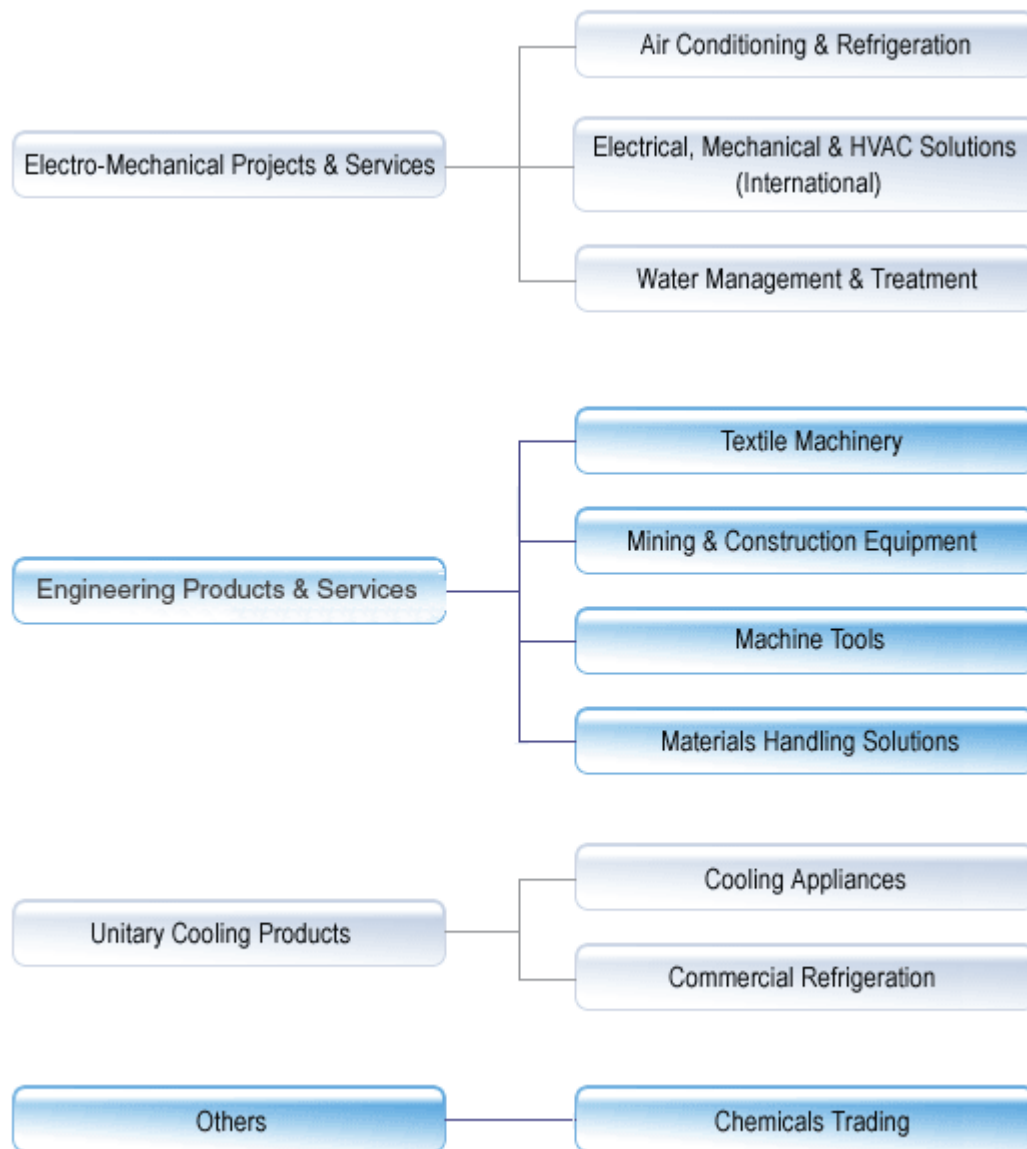 Air Conditioning & Refrigeration
Electro-Mechanical Projects & Services
Electrical, Mechanical & HVAC Solutions
(International)
Water Management & Treatment
Textile Machinery
Mining & Construction Equipment
Engineering Products & Services
Machine Tools
Materials Handling Solutions
Cooling Appliances
Unitary Cooling Products
Commercial Refrigeration
Others
Chemicals Trading